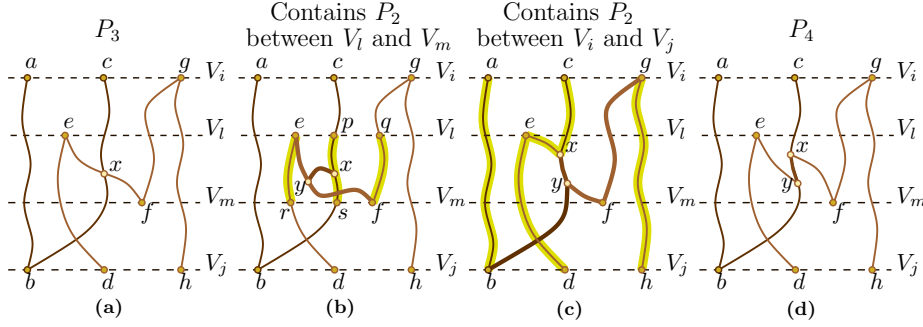 P₃
Contains P₂
between Vₗ and Vₘ
Contains P₂
between Vᵢ and Vⱼ
P₄
a c g Vᵢ
a c g Vᵢ
a c g Vᵢ
a c g Vᵢ
e Vₗ
e p q Vₗ
e Vₗ
e Vₗ
x
y x
x
y
x
y
f Vₘ
r s f Vₘ
f Vₘ
f Vₘ
b d h Vⱼ
b d h Vⱼ
b d h Vⱼ
b d h Vⱼ
(a)
(b)
(c)
(d)